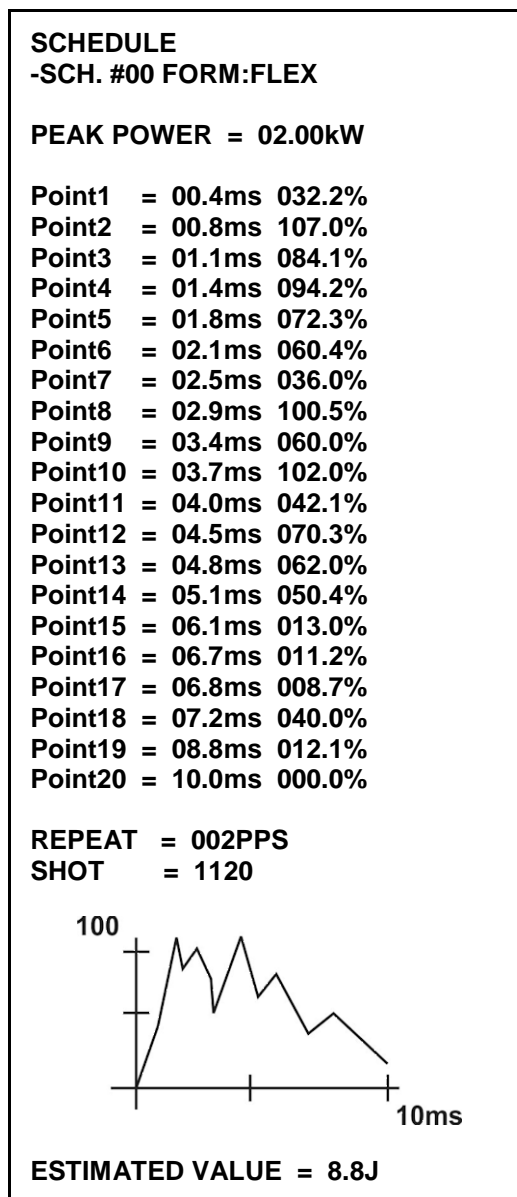 SCHEDULE
-SCH. #00 FORM:FLEX
PEAK POWER = 02.00kW
Point1 = 00.4ms 032.2%
Point2 = 00.8ms 107.0%
Point3 = 01.1ms 084.1%
Point4 = 01.4ms 094.2%
Point5 = 01.8ms 072.3%
Point6 = 02.1ms 060.4%
Point7 = 02.5ms 036.0%
Point8 = 02.9ms 100.5%
Point9 = 03.4ms 060.0%
Point10 = 03.7ms 102.0%
Point11 = 04.0ms 042.1%
Point12 = 04.5ms 070.3%
Point13 = 04.8ms 062.0%
Point14 = 05.1ms 050.4%
Point15 = 06.1ms 013.0%
Point16 = 06.7ms 011.2%
Point17 = 06.8ms 008.7%
Point18 = 07.2ms 040.0%
Point19 = 08.8ms 012.1%
Point20 = 10.0ms 000.0%
REPEAT = 002PPS
SHOT = 1120
100
10ms
ESTIMATED VALUE = 8.8J